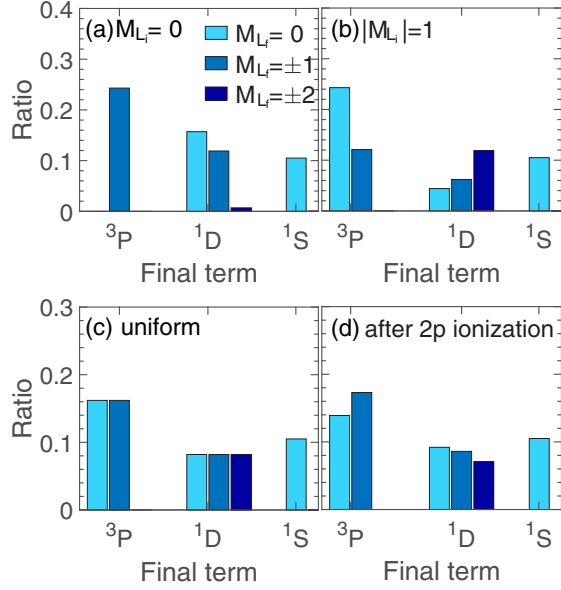 (a) M_Li = 0
M_Lf = 0
M_Lf = ±1
M_Lf = ±2
(b) |M_Li|=1
Ratio
0.4
0.3
0.2
0.1
0
³P
¹D
¹S
Final term
³P
¹D
¹S
Final term
(c) uniform
(d) after 2p ionization
Ratio
0.3
0.2
0.1
0
³P
¹D
¹S
Final term
³P
¹D
¹S
Final term